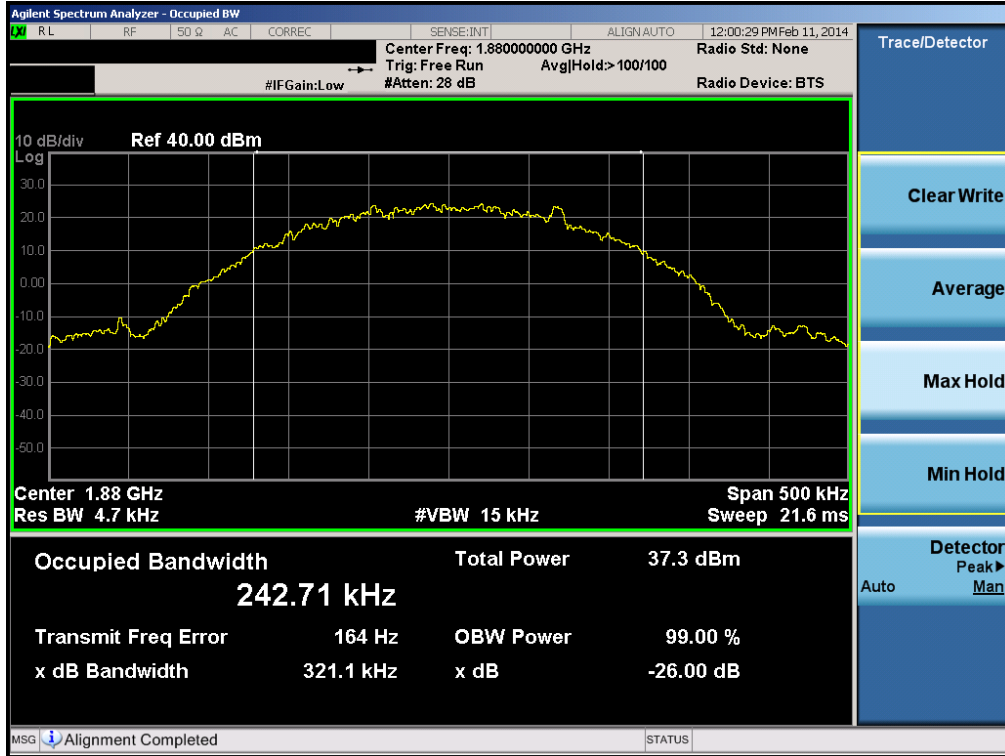 Agilent Spectrum Analyzer - Occupied BW
LXI RL RF 50 Ω AC CORREC SENSE:INT ALIGN AUTO 12:00:29 PM Feb 11, 2014
Center Freq: 1.880000000 GHz Radio Std: None
Trig: Free Run Avg|Hold:>100/100
#IFGain:Low #Atten: 28 dB Radio Device: BTS
10 dB/div Ref 40.00 dBm
Log
30.0
20.0
10.0
0.00
-10.0
-20.0
-30.0
-40.0
-50.0
Center 1.88 GHz Span 500 kHz
Res BW 4.7 kHz #VBW 15 kHz Sweep 21.6 ms
Occupied Bandwidth Total Power 37.3 dBm
242.71 kHz
Transmit Freq Error 164 Hz OBW Power 99.00 %
x dB Bandwidth 321.1 kHz x dB -26.00 dB
MSG Alignment Completed STATUS
Trace/Detector
Clear Write
Average
Max Hold
Min Hold
Detector
Peak▶
Auto Man